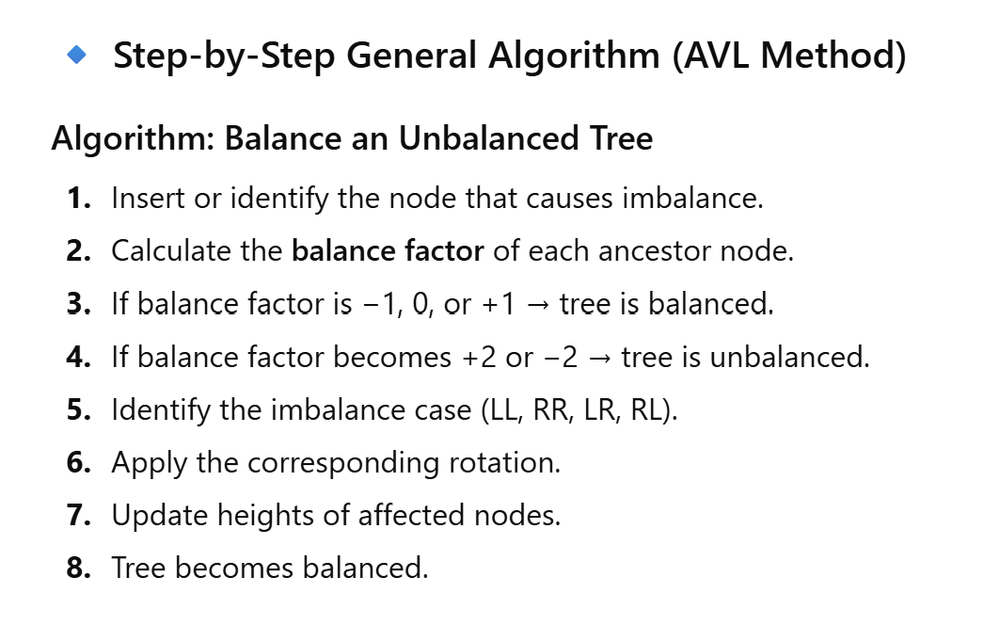 Step-by-Step General Algorithm (AVL Method)
Algorithm: Balance an Unbalanced Tree
1. Insert or identify the node that causes imbalance.
2. Calculate the balance factor of each ancestor node.
3. If balance factor is −1, 0, or +1 → tree is balanced.
4. If balance factor becomes +2 or −2 → tree is unbalanced.
5. Identify the imbalance case (LL, RR, LR, RL).
6. Apply the corresponding rotation.
7. Update heights of affected nodes.
8. Tree becomes balanced.